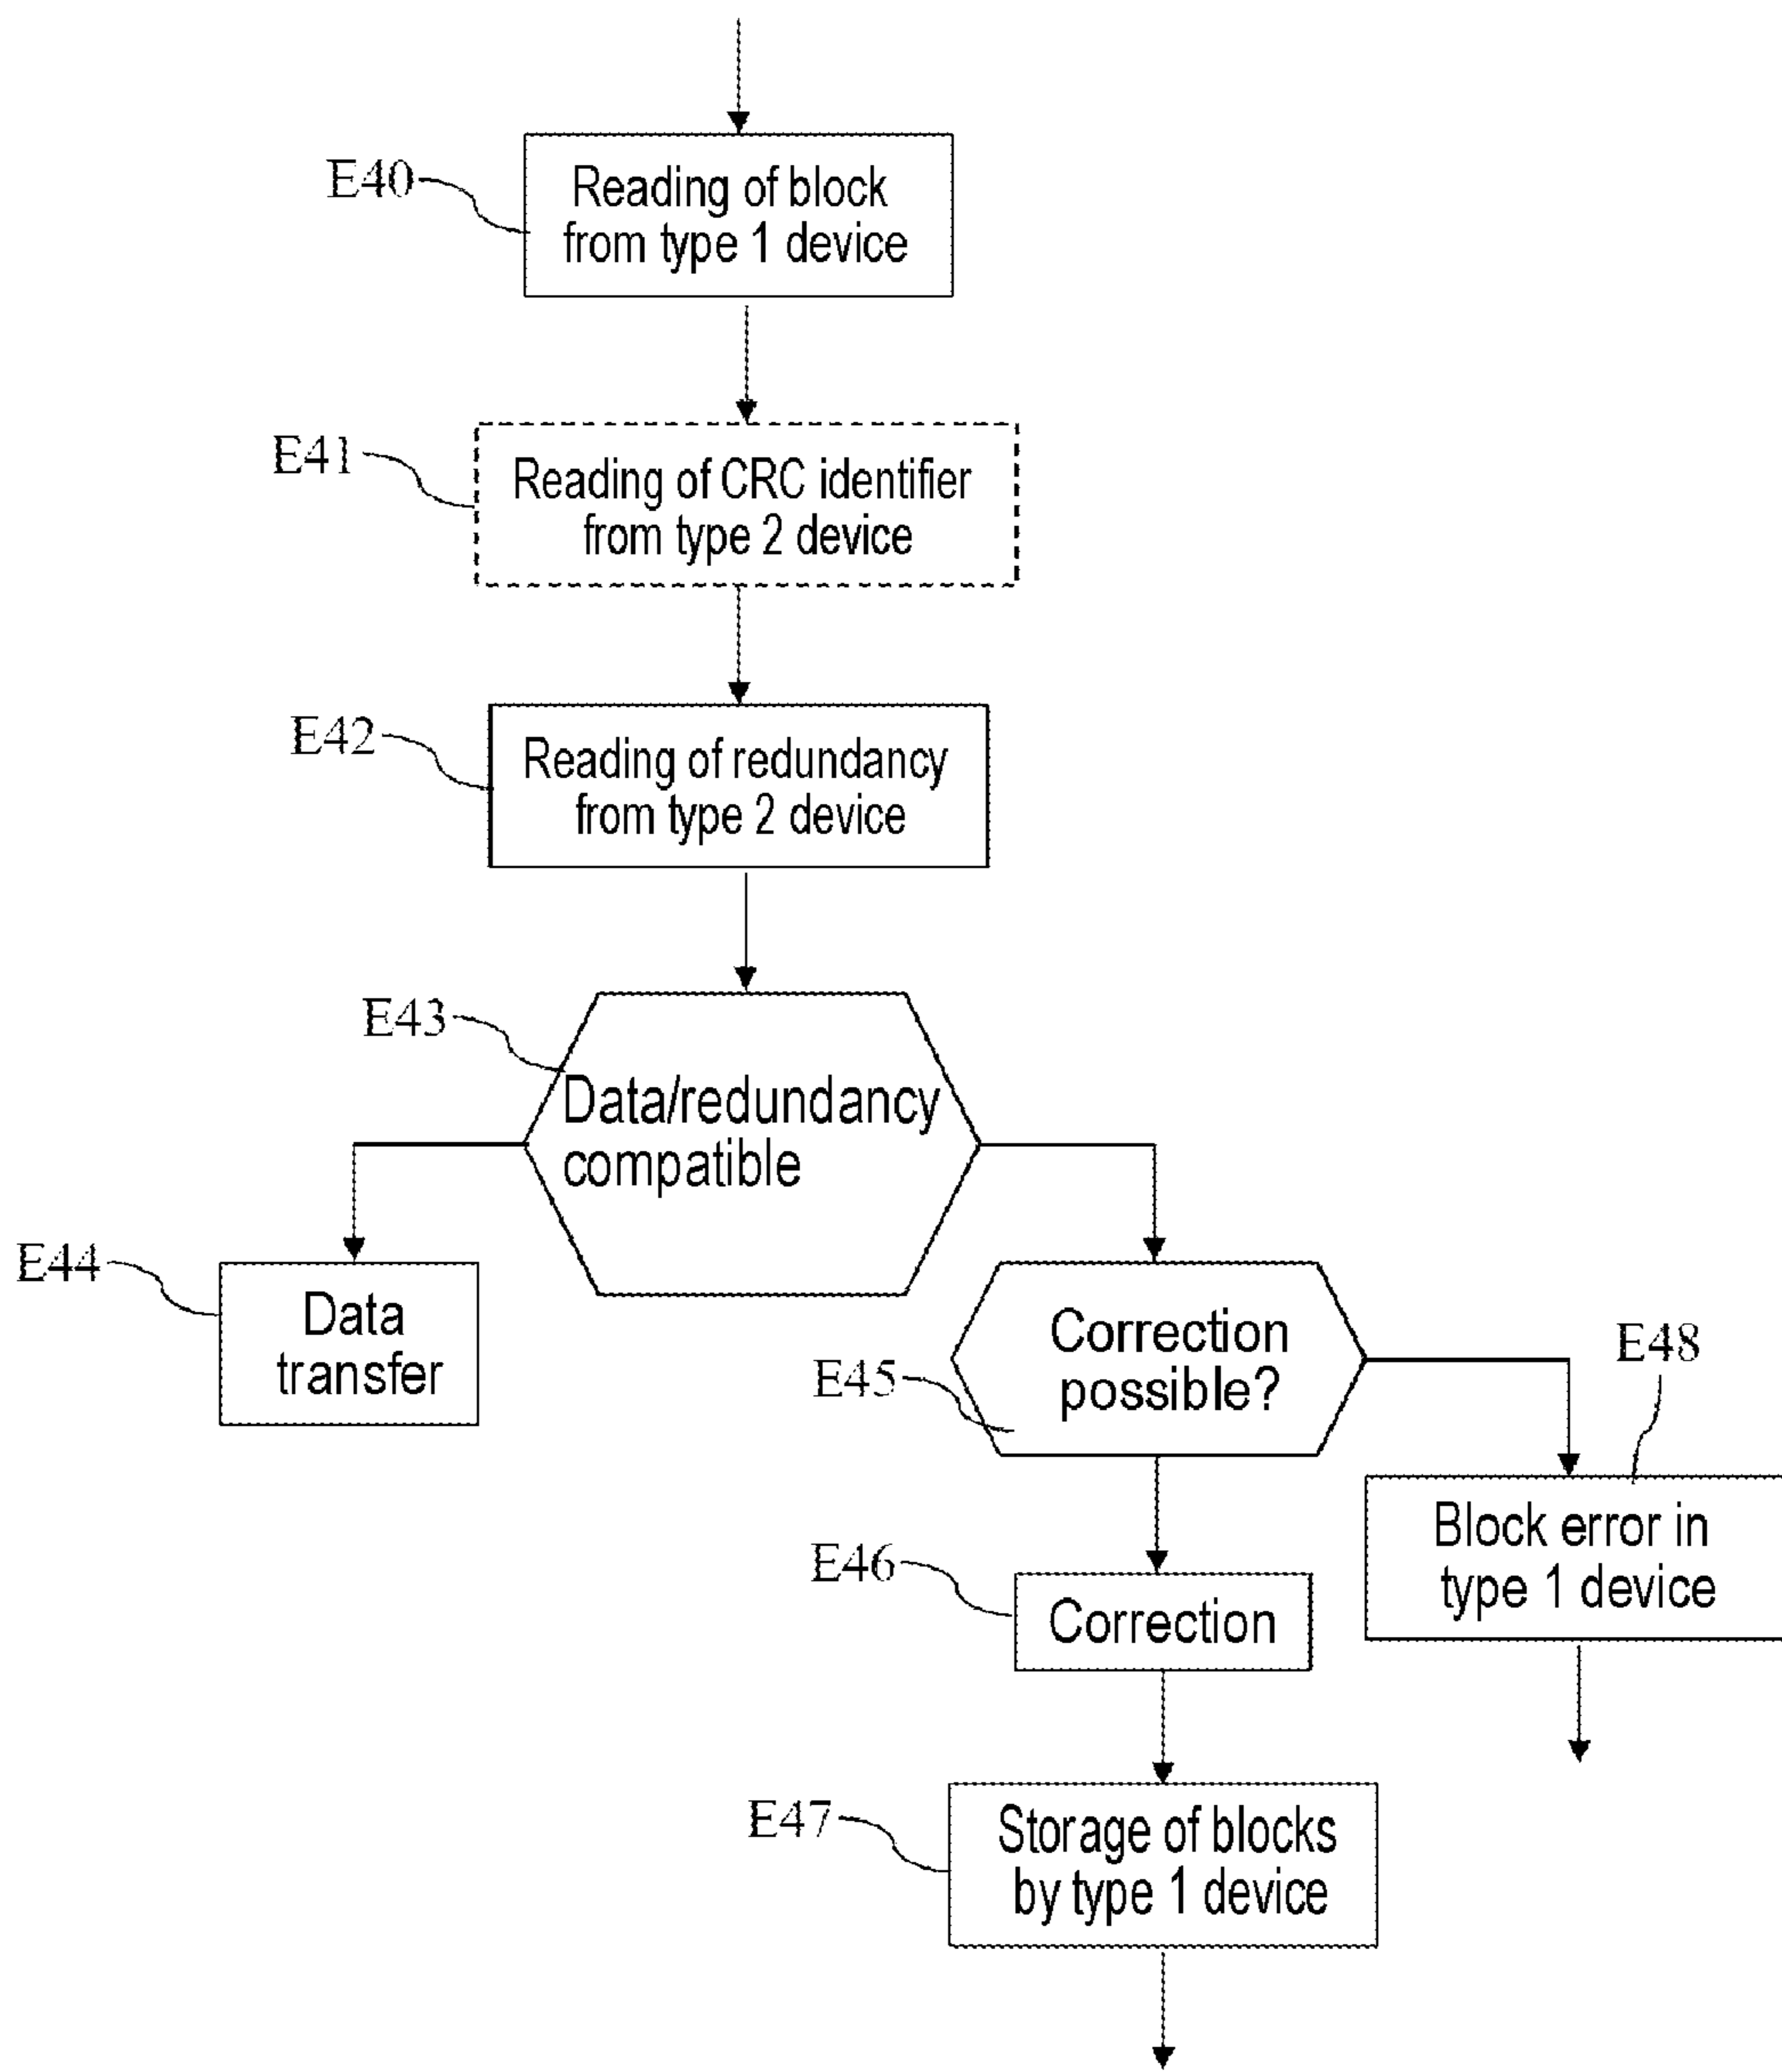 E40
Reading of block
from type 1 device
E41
Reading of CRC identifier
from type 2 device
E42
Reading of redundancy
from type 2 device
E43
Data/redundancy
compatible
E44
Data
transfer
E45
Correction
possible?
E48
Block error in
type 1 device
E46
Correction
E47
Storage of blocks
by type 1 device